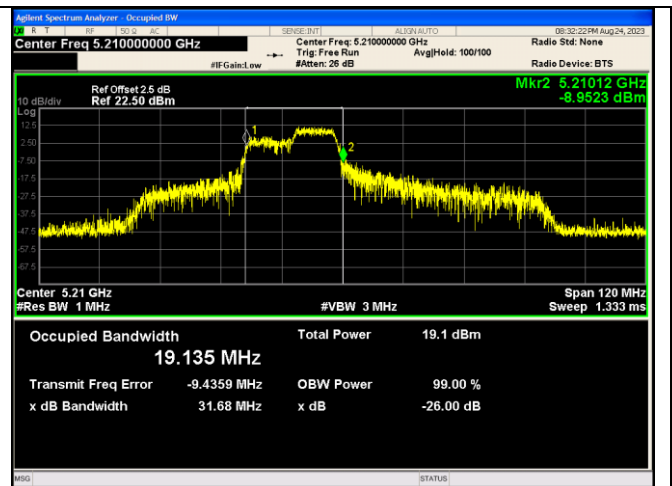 Agilent Spectrum Analyzer - Occupied BW
R T RF 50 Ω AC SENSE:INT ALIGN AUTO 08:32:22 PM Aug 24, 2023
Center Freq 5.210000000 GHz Center Freq: 5.210000000 GHz Radio Std: None
Trig: Free Run Avg|Hold: 100/100
#IFGain:Low #Atten: 26 dB Radio Device: BTS
Mkr2 5.21012 GHz
Ref Offset 2.5 dB
10 dB/div Ref 22.50 dBm -8.9523 dBm
Log
12.5
1
2.50
2
-7.50
-17.5
-27.5
-37.5
-47.5
-57.5
-67.5
Center 5.21 GHz Span 120 MHz
#Res BW 1 MHz #VBW 3 MHz Sweep 1.333 ms
Occupied Bandwidth Total Power 19.1 dBm
19.135 MHz
Transmit Freq Error -9.4359 MHz OBW Power 99.00 %
x dB Bandwidth 31.68 MHz x dB -26.00 dB
MSG STATUS